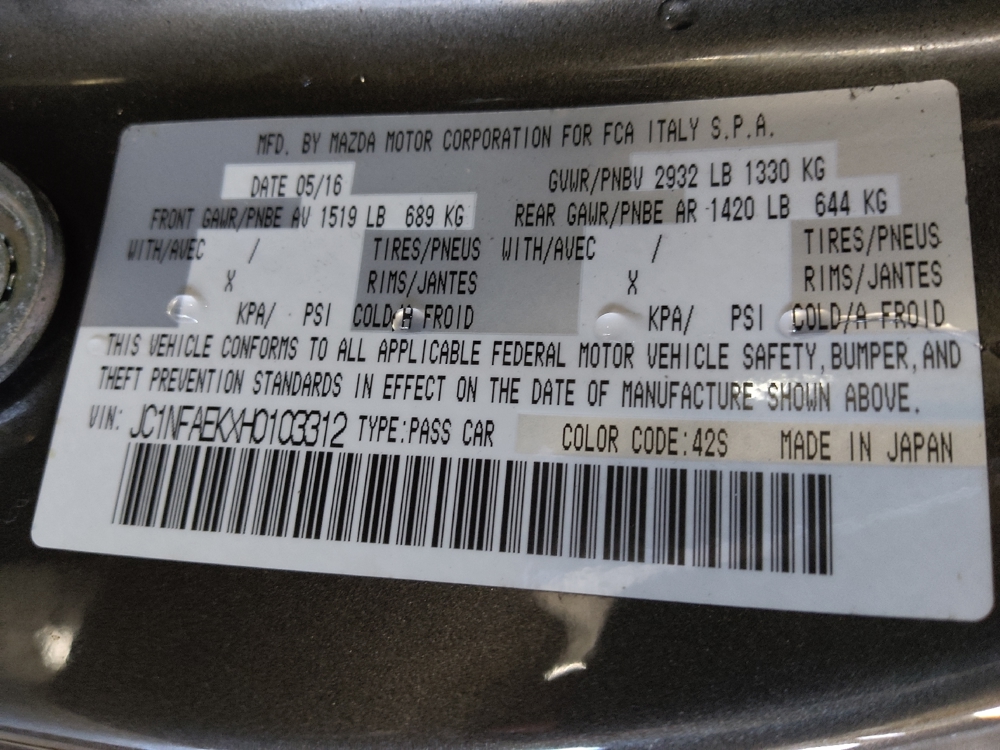 MFD. BY MAZDA MOTOR CORPORATION FOR FCA ITALY S.P.A.
DATE 05/16 GVWR/PNBV 2932 LB 1330 KG
FRONT GAWR/PNBE AV 1519 LB 689 KG REAR GAWR/PNBE AR 1420 LB 644 KG
WITH/AVEC / TIRES/PNEUS WITH/AVEC / TIRES/PNEUS
X RIMS/JANTES X RIMS/JANTES
KPA/ PSI COLD/A FROID KPA/ PSI COLD/A FROID
THIS VEHICLE CONFORMS TO ALL APPLICABLE FEDERAL MOTOR VEHICLE SAFETY, BUMPER, AND
THEFT PREVENTION STANDARDS IN EFFECT ON THE DATE OF MANUFACTURE SHOWN ABOVE.
VIN: JC1NFAEKXH0103312 TYPE:PASS CAR COLOR CODE:42S MADE IN JAPAN